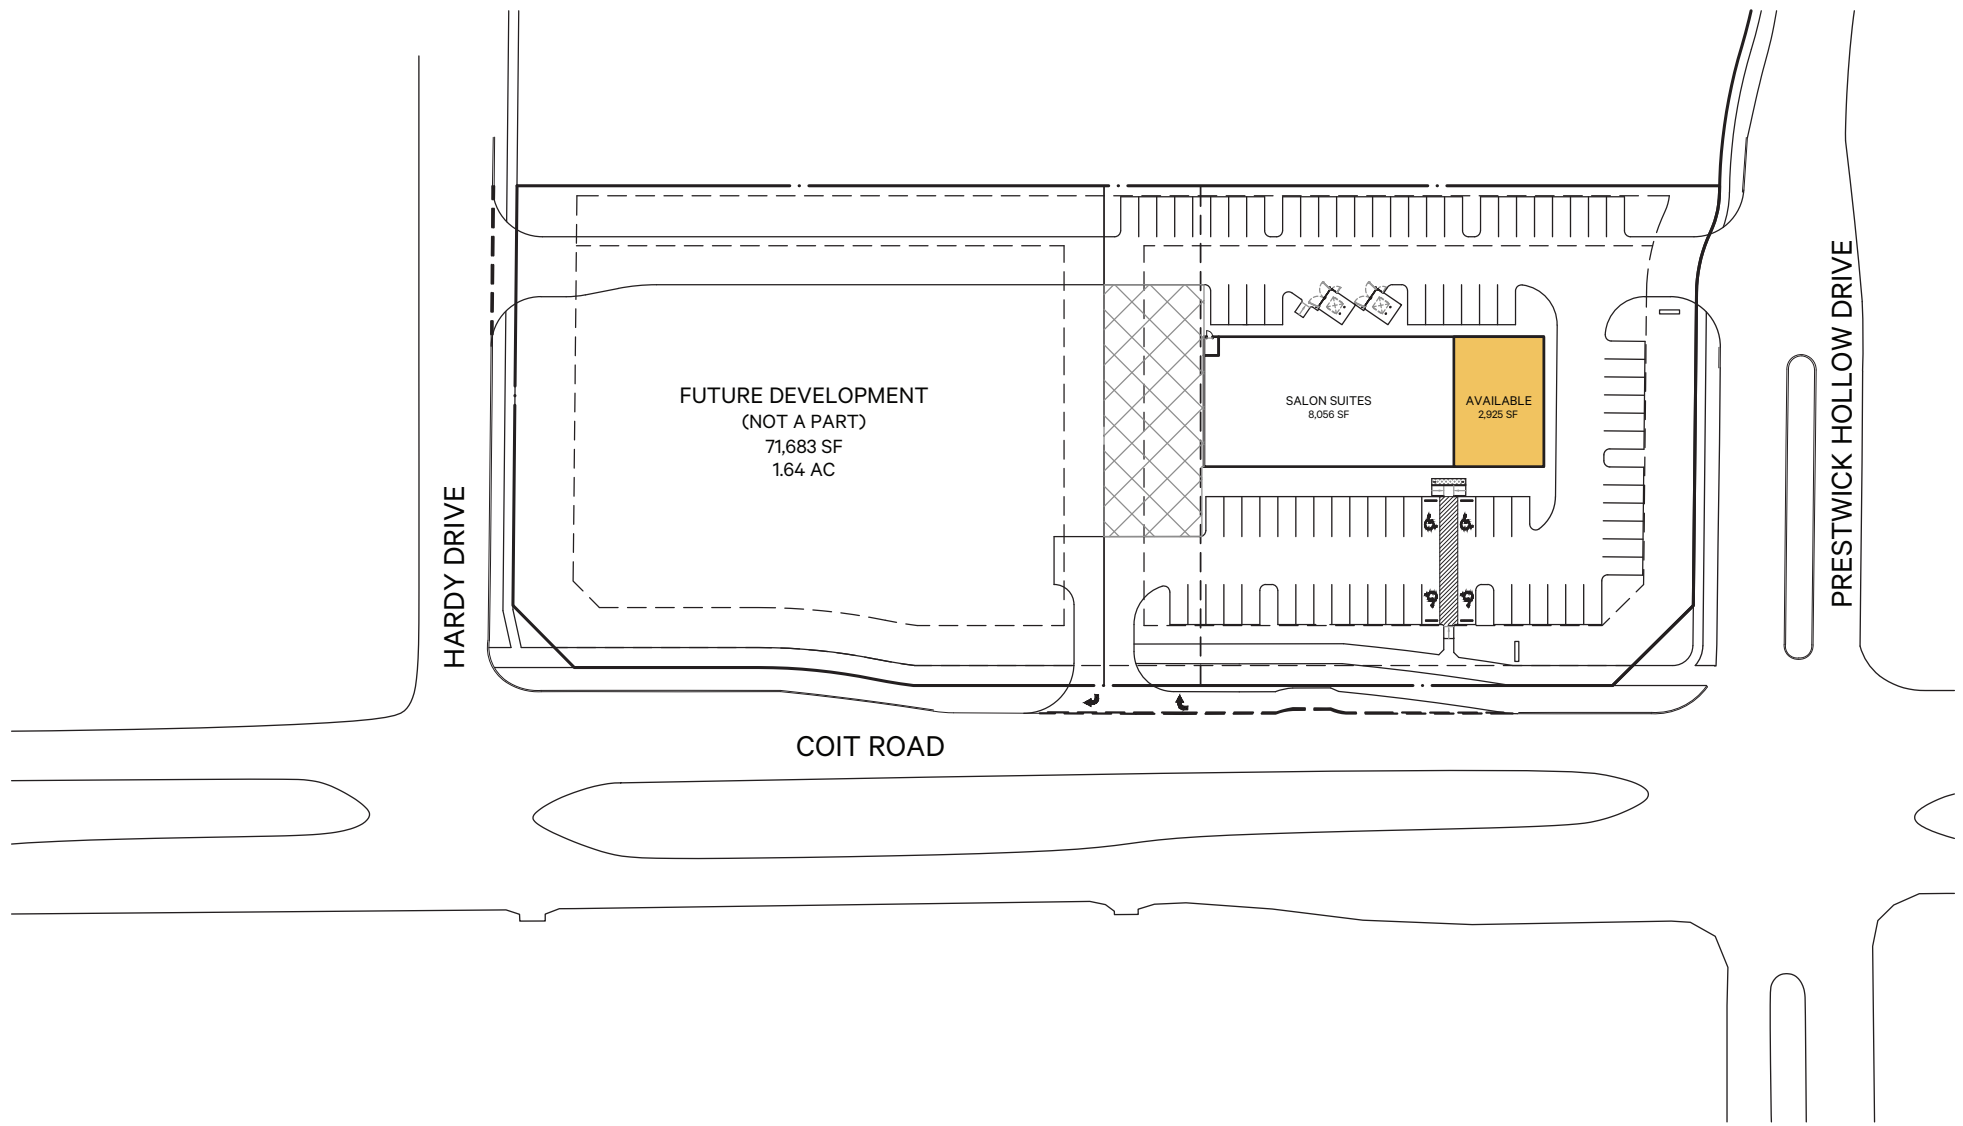 FUTURE DEVELOPMENT
(NOT A PART)
71,683 SF
1.64 AC
SALON SUITES
8,056 SF
AVAILABLE
2,925 SF
HARDY DRIVE
PRESTWICK HOLLOW DRIVE
COIT ROAD